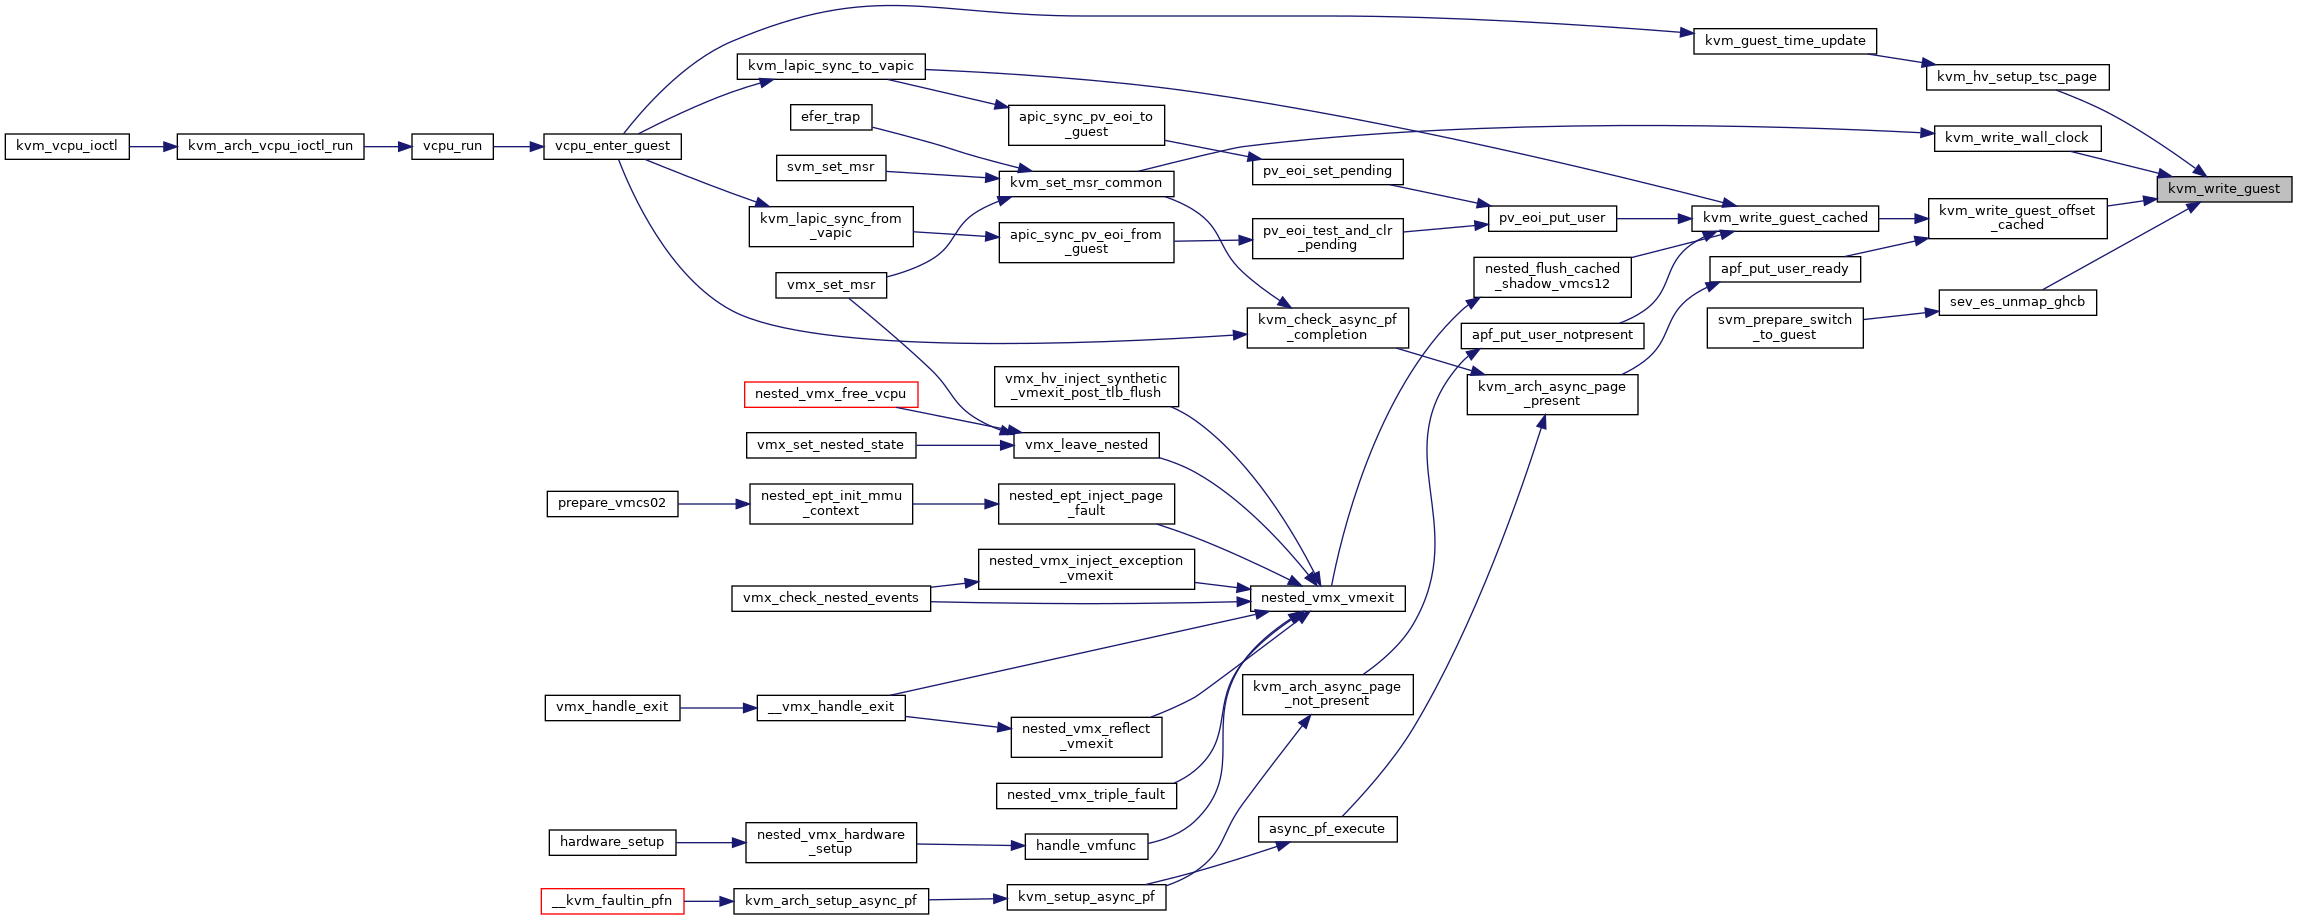 kvm_vcpu_ioctl
kvm_arch_vcpu_ioctl_run
vcpu_run
vcpu_enter_guest
kvm_lapic_sync_to_vapic
efer_trap
svm_set_msr
kvm_lapic_sync_from
_vapic
vmx_set_msr
nested_vmx_free_vcpu
vmx_set_nested_state
prepare_vmcs02
nested_ept_init_mmu
_context
vmx_check_nested_events
vmx_handle_exit
__vmx_handle_exit
hardware_setup
nested_vmx_hardware
_setup
__kvm_faultin_pfn
kvm_arch_setup_async_pf
apic_sync_pv_eoi_to
_guest
kvm_set_msr_common
apic_sync_pv_eoi_from
_guest
vmx_hv_inject_synthetic
_vmexit_post_tlb_flush
vmx_leave_nested
nested_ept_inject_page
_fault
nested_vmx_inject_exception
_vmexit
nested_vmx_reflect
_vmexit
nested_vmx_triple_fault
handle_vmfunc
kvm_setup_async_pf
pv_eoi_set_pending
pv_eoi_test_and_clr
_pending
kvm_check_async_pf
_completion
nested_vmx_vmexit
kvm_arch_async_page
_not_present
async_pf_execute
pv_eoi_put_user
nested_flush_cached
_shadow_vmcs12
apf_put_user_notpresent
kvm_arch_async_page
_present
kvm_guest_time_update
kvm_write_guest_cached
apf_put_user_ready
svm_prepare_switch
_to_guest
kvm_hv_setup_tsc_page
kvm_write_wall_clock
kvm_write_guest_offset
_cached
sev_es_unmap_ghcb
kvm_write_guest